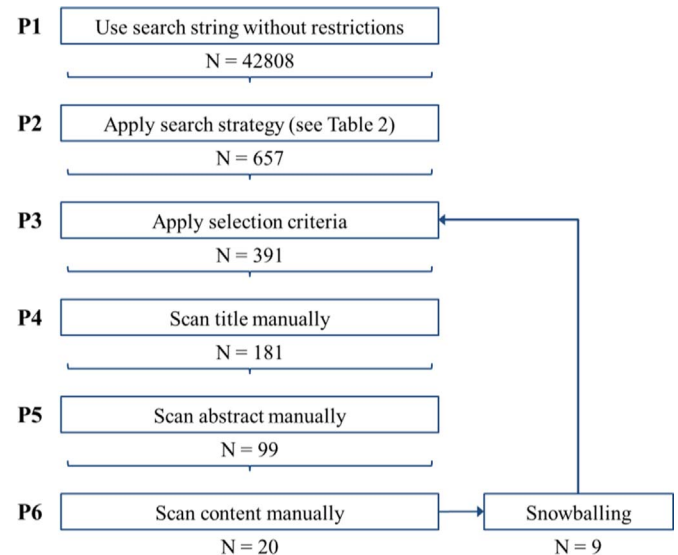 P1 Use search string without restrictions
N = 42808
P2 Apply search strategy (see Table 2)
N = 657
P3 Apply selection criteria
N = 391
P4 Scan title manually
N = 181
P5 Scan abstract manually
N = 99
P6 Scan content manually Snowballing
N = 20 N = 9